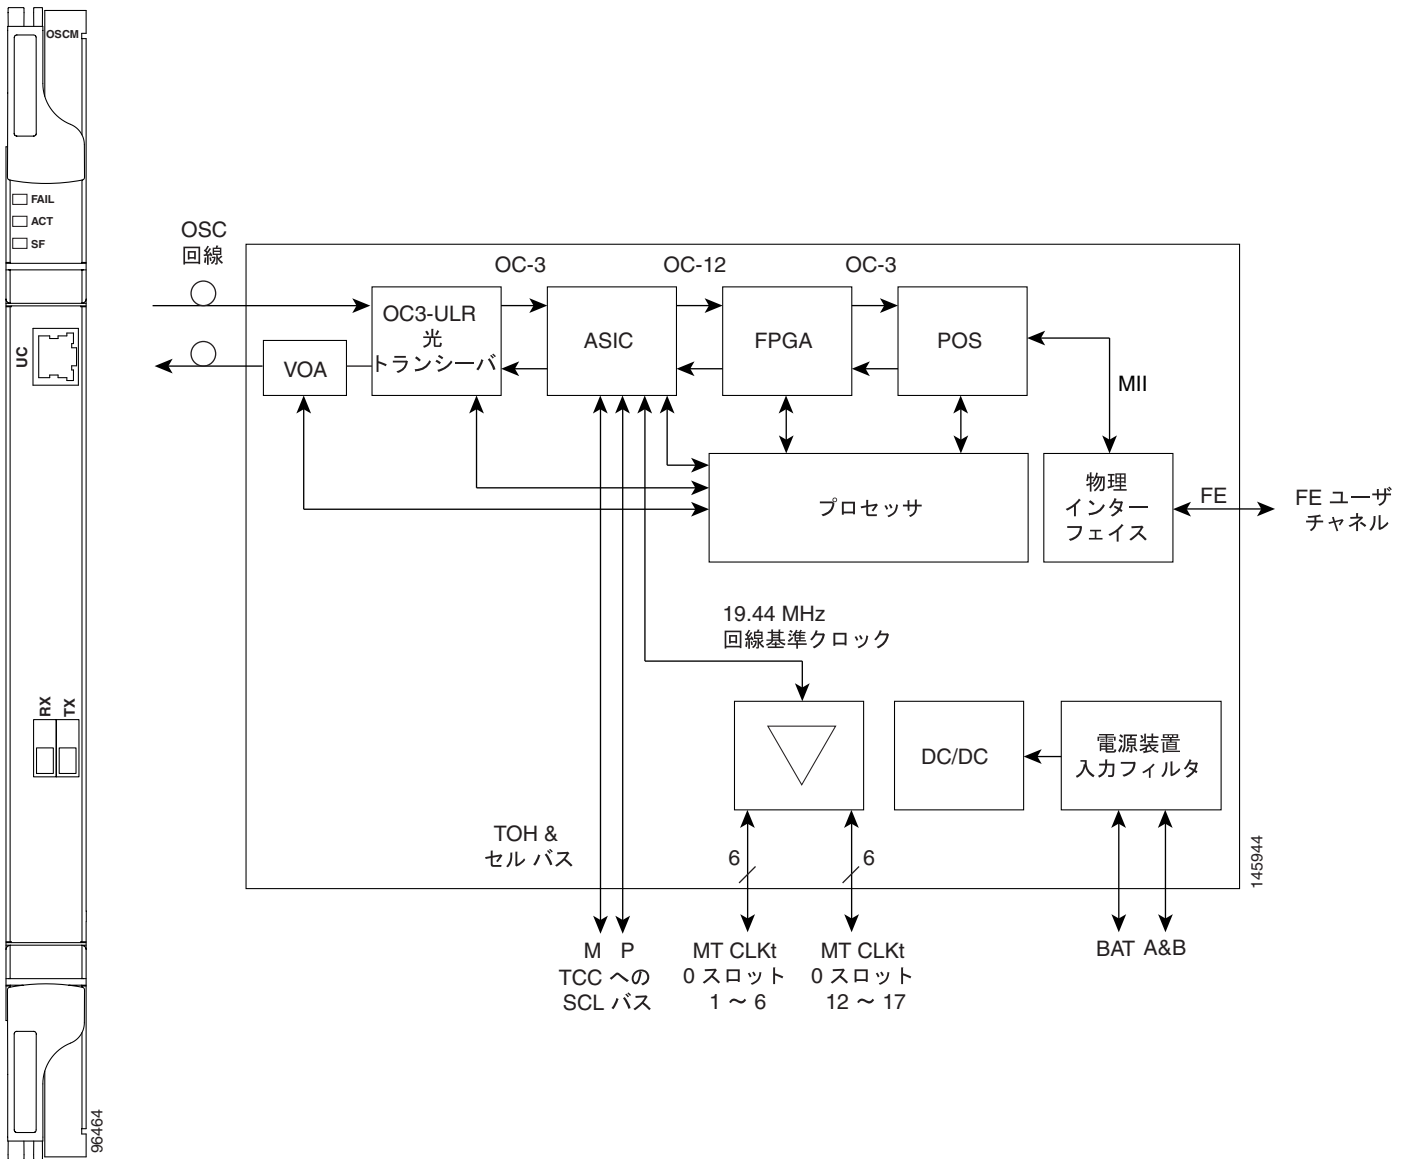 OSCM
FAIL
ACT
SF
UC
RX
TX
96464
OSC
回線
OC-3
OC-12
OC-3
OC3-ULR
光
トランシーバ
ASIC
FPGA
POS
VOA
MII
プロセッサ
物理
インター
フェイス
FE
FE ユーザ
チャネル
19.44 MHz
回線基準クロック
DC/DC
電源装置
入力フィルタ
TOH &
セル バス
6
6
145944
M P
TCC への
SCL バス
MT CLKt
0 スロット
1 ～ 6
MT CLKt
0 スロット
12 ～ 17
BAT A&B